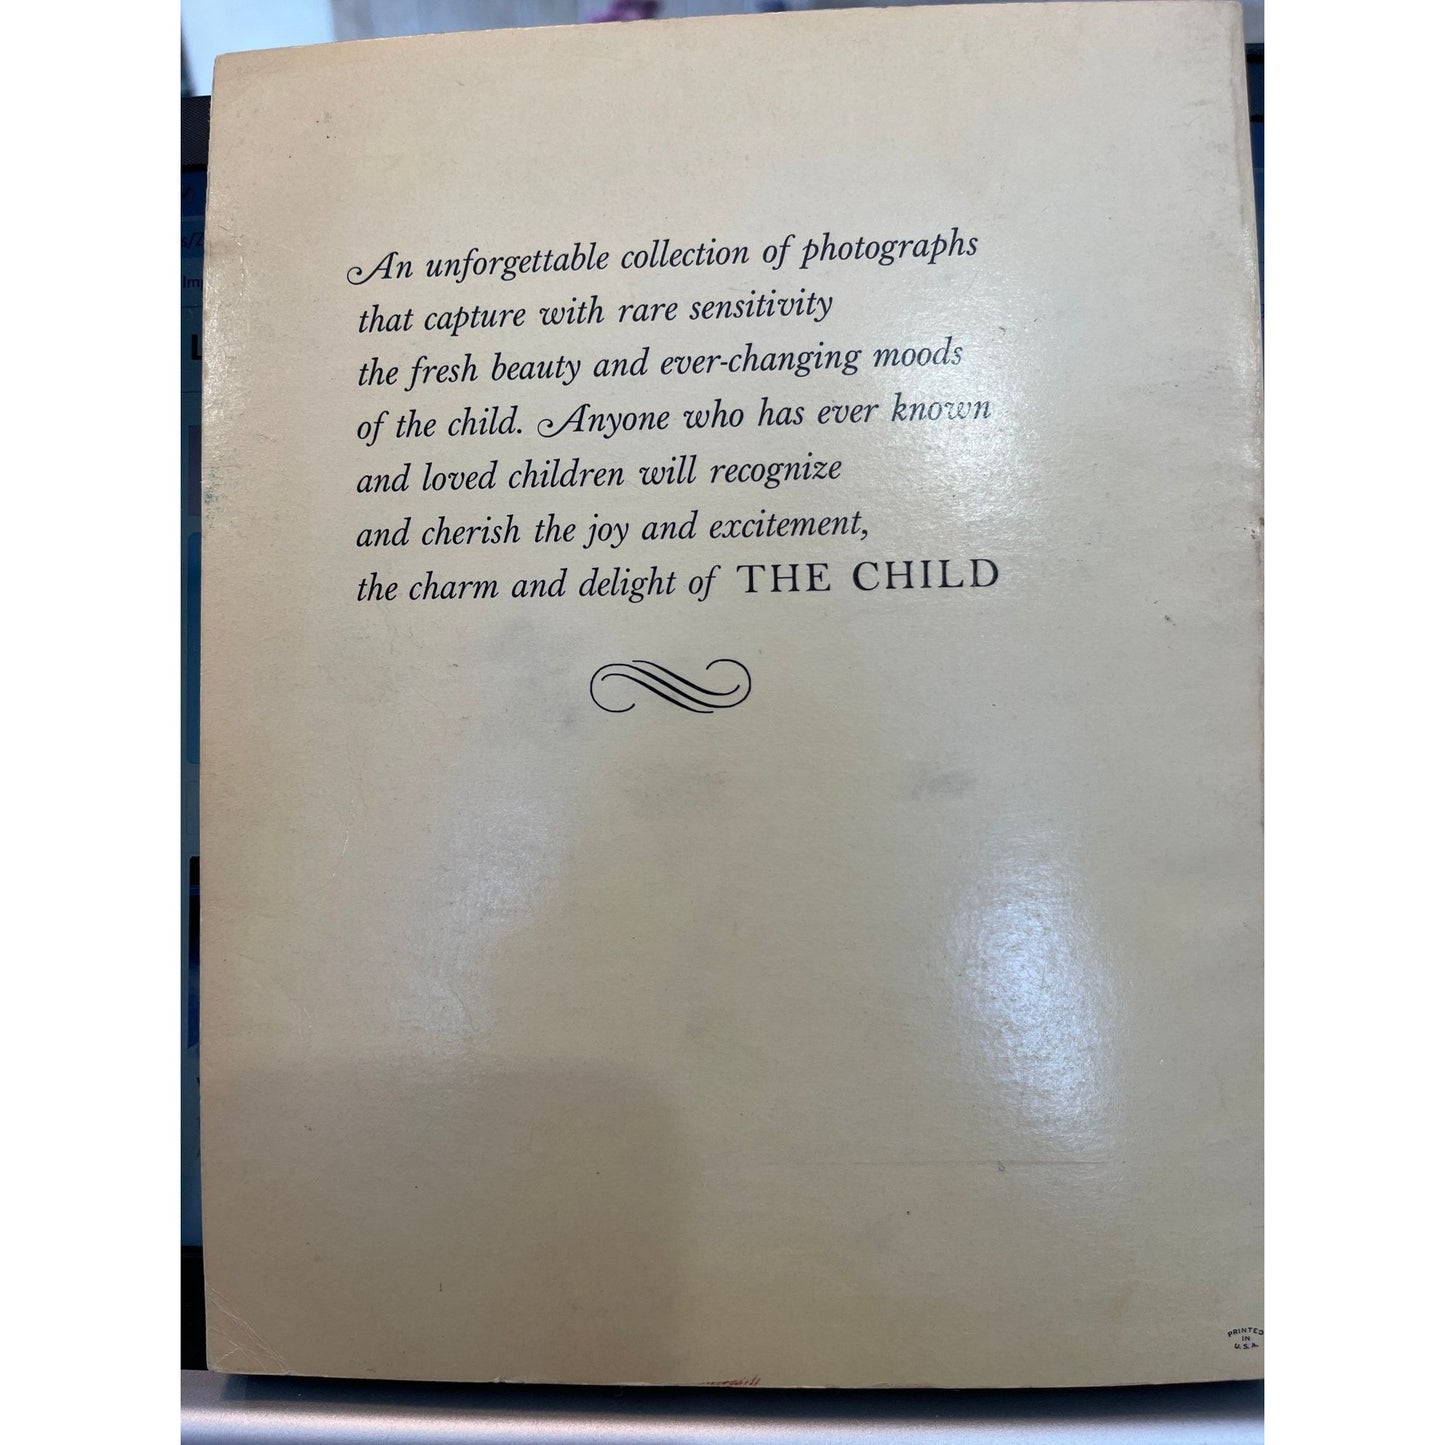 An unforgettable collection of photographs
that capture with rare sensitivity
the fresh beauty and ever-changing moods
of the child. Anyone who has ever known
and loved children will recognize
and cherish the joy and excitement,
the charm and delight of THE CHILD
PRINTED
IN
U.S.A.